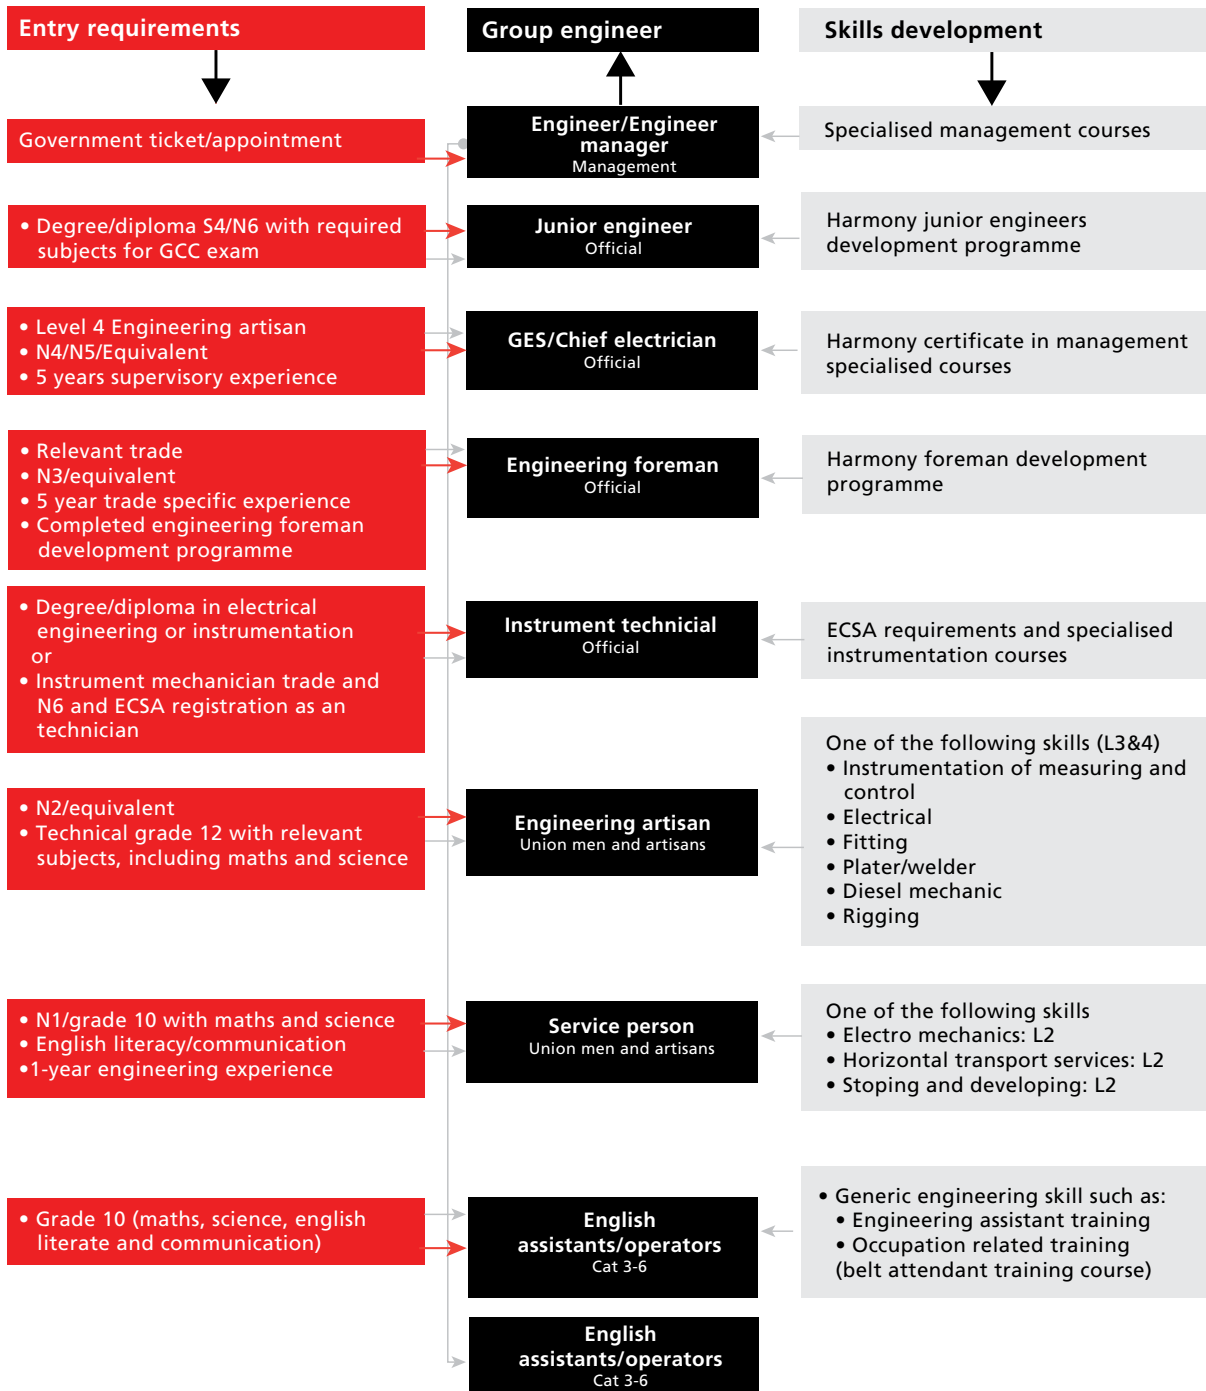 Entry requirements
Group engineer
Skills development
Government ticket/appointment
Engineer/Engineer
manager
Management
Specialised management courses
• Degree/diploma S4/N6 with required
subjects for GCC exam
Junior engineer
Official
Harmony junior engineers
development programme
• Level 4 Engineering artisan
• N4/N5/Equivalent
• 5 years supervisory experience
GES/Chief electrician
Official
Harmony certificate in management
specialised courses
• Relevant trade
• N3/equivalent
• 5 year trade specific experience
• Completed engineering foreman
development programme
Engineering foreman
Official
Harmony foreman development
programme
• Degree/diploma in electrical
engineering or instrumentation
or
• Instrument mechanician trade and
N6 and ECSA registration as an
technician
Instrument technicial
Official
ECSA requirements and specialised
instrumentation courses
• N2/equivalent
• Technical grade 12 with relevant
subjects, including maths and science
Engineering artisan
Union men and artisans
One of the following skills (L3&4)
• Instrumentation of measuring and
control
• Electrical
• Fitting
• Plater/welder
• Diesel mechanic
• Rigging
• N1/grade 10 with maths and science
• English literacy/communication
•1-year engineering experience
Service person
Union men and artisans
One of the following skills
• Electro mechanics: L2
• Horizontal transport services: L2
• Stoping and developing: L2
• Grade 10 (maths, science, english
literate and communication)
English
assistants/operators
Cat 3-6
• Generic engineering skill such as:
• Engineering assistant training
• Occupation related training
(belt attendant training course)
English
assistants/operators
Cat 3-6